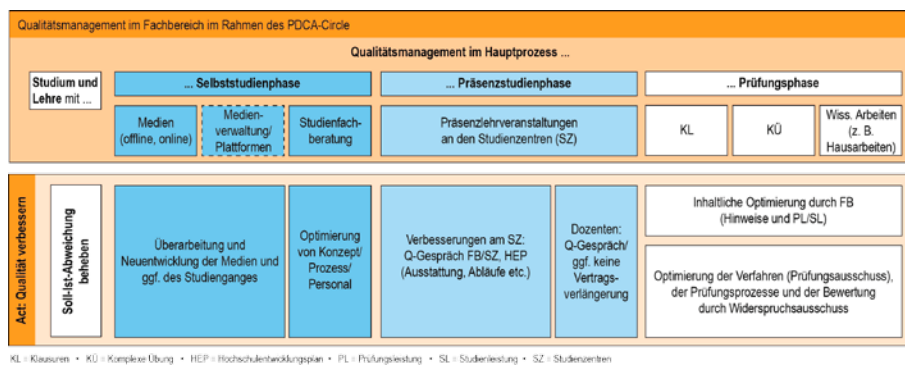 Qualitätsmanagement im Fachbereich im Rahmen des PDCA-Circle
Qualitätsmanagement im Hauptprozess ...
Studium und
Lehre mit ...
... Selbststudienphase
... Präsenzstudienphase
... Prüfungsphase
Medien
(offline, online)
Medien-
verwaltung/
Plattformen
Studienfach-
beratung
Präsenzlehrveranstaltungen
an den Studienzentren (SZ)
KL
KÜ
Wiss. Arbeiten
(z. B.
Hausarbeiten)
Act: Qualität verbessern
Soll-Ist-Abweichung
beheben
Überarbeitung und
Neuentwicklung der Medien und
ggf. des Studienganges
Optimierung
von Konzept/
Prozess/
Personal
Verbesserungen am SZ:
Q-Gespräch FB/SZ, HEP
(Ausstattung, Abläufe etc.)
Dozenten:
Q-Gespräch/
ggf. keine
Vertrags-
verlängerung
Inhaltliche Optimierung durch FB
(Hinweise und PL/SL)
Optimierung der Verfahren (Prüfungsausschuss),
der Prüfungsprozesse und der Bewertung
durch Widerspruchsausschuss
KL = Klausuren • KÜ = Komplexe Übung • HEP = Hochschulentwicklungsplan • PL = Prüfungsleistung • SL = Studienleistung • SZ = Studienzentren